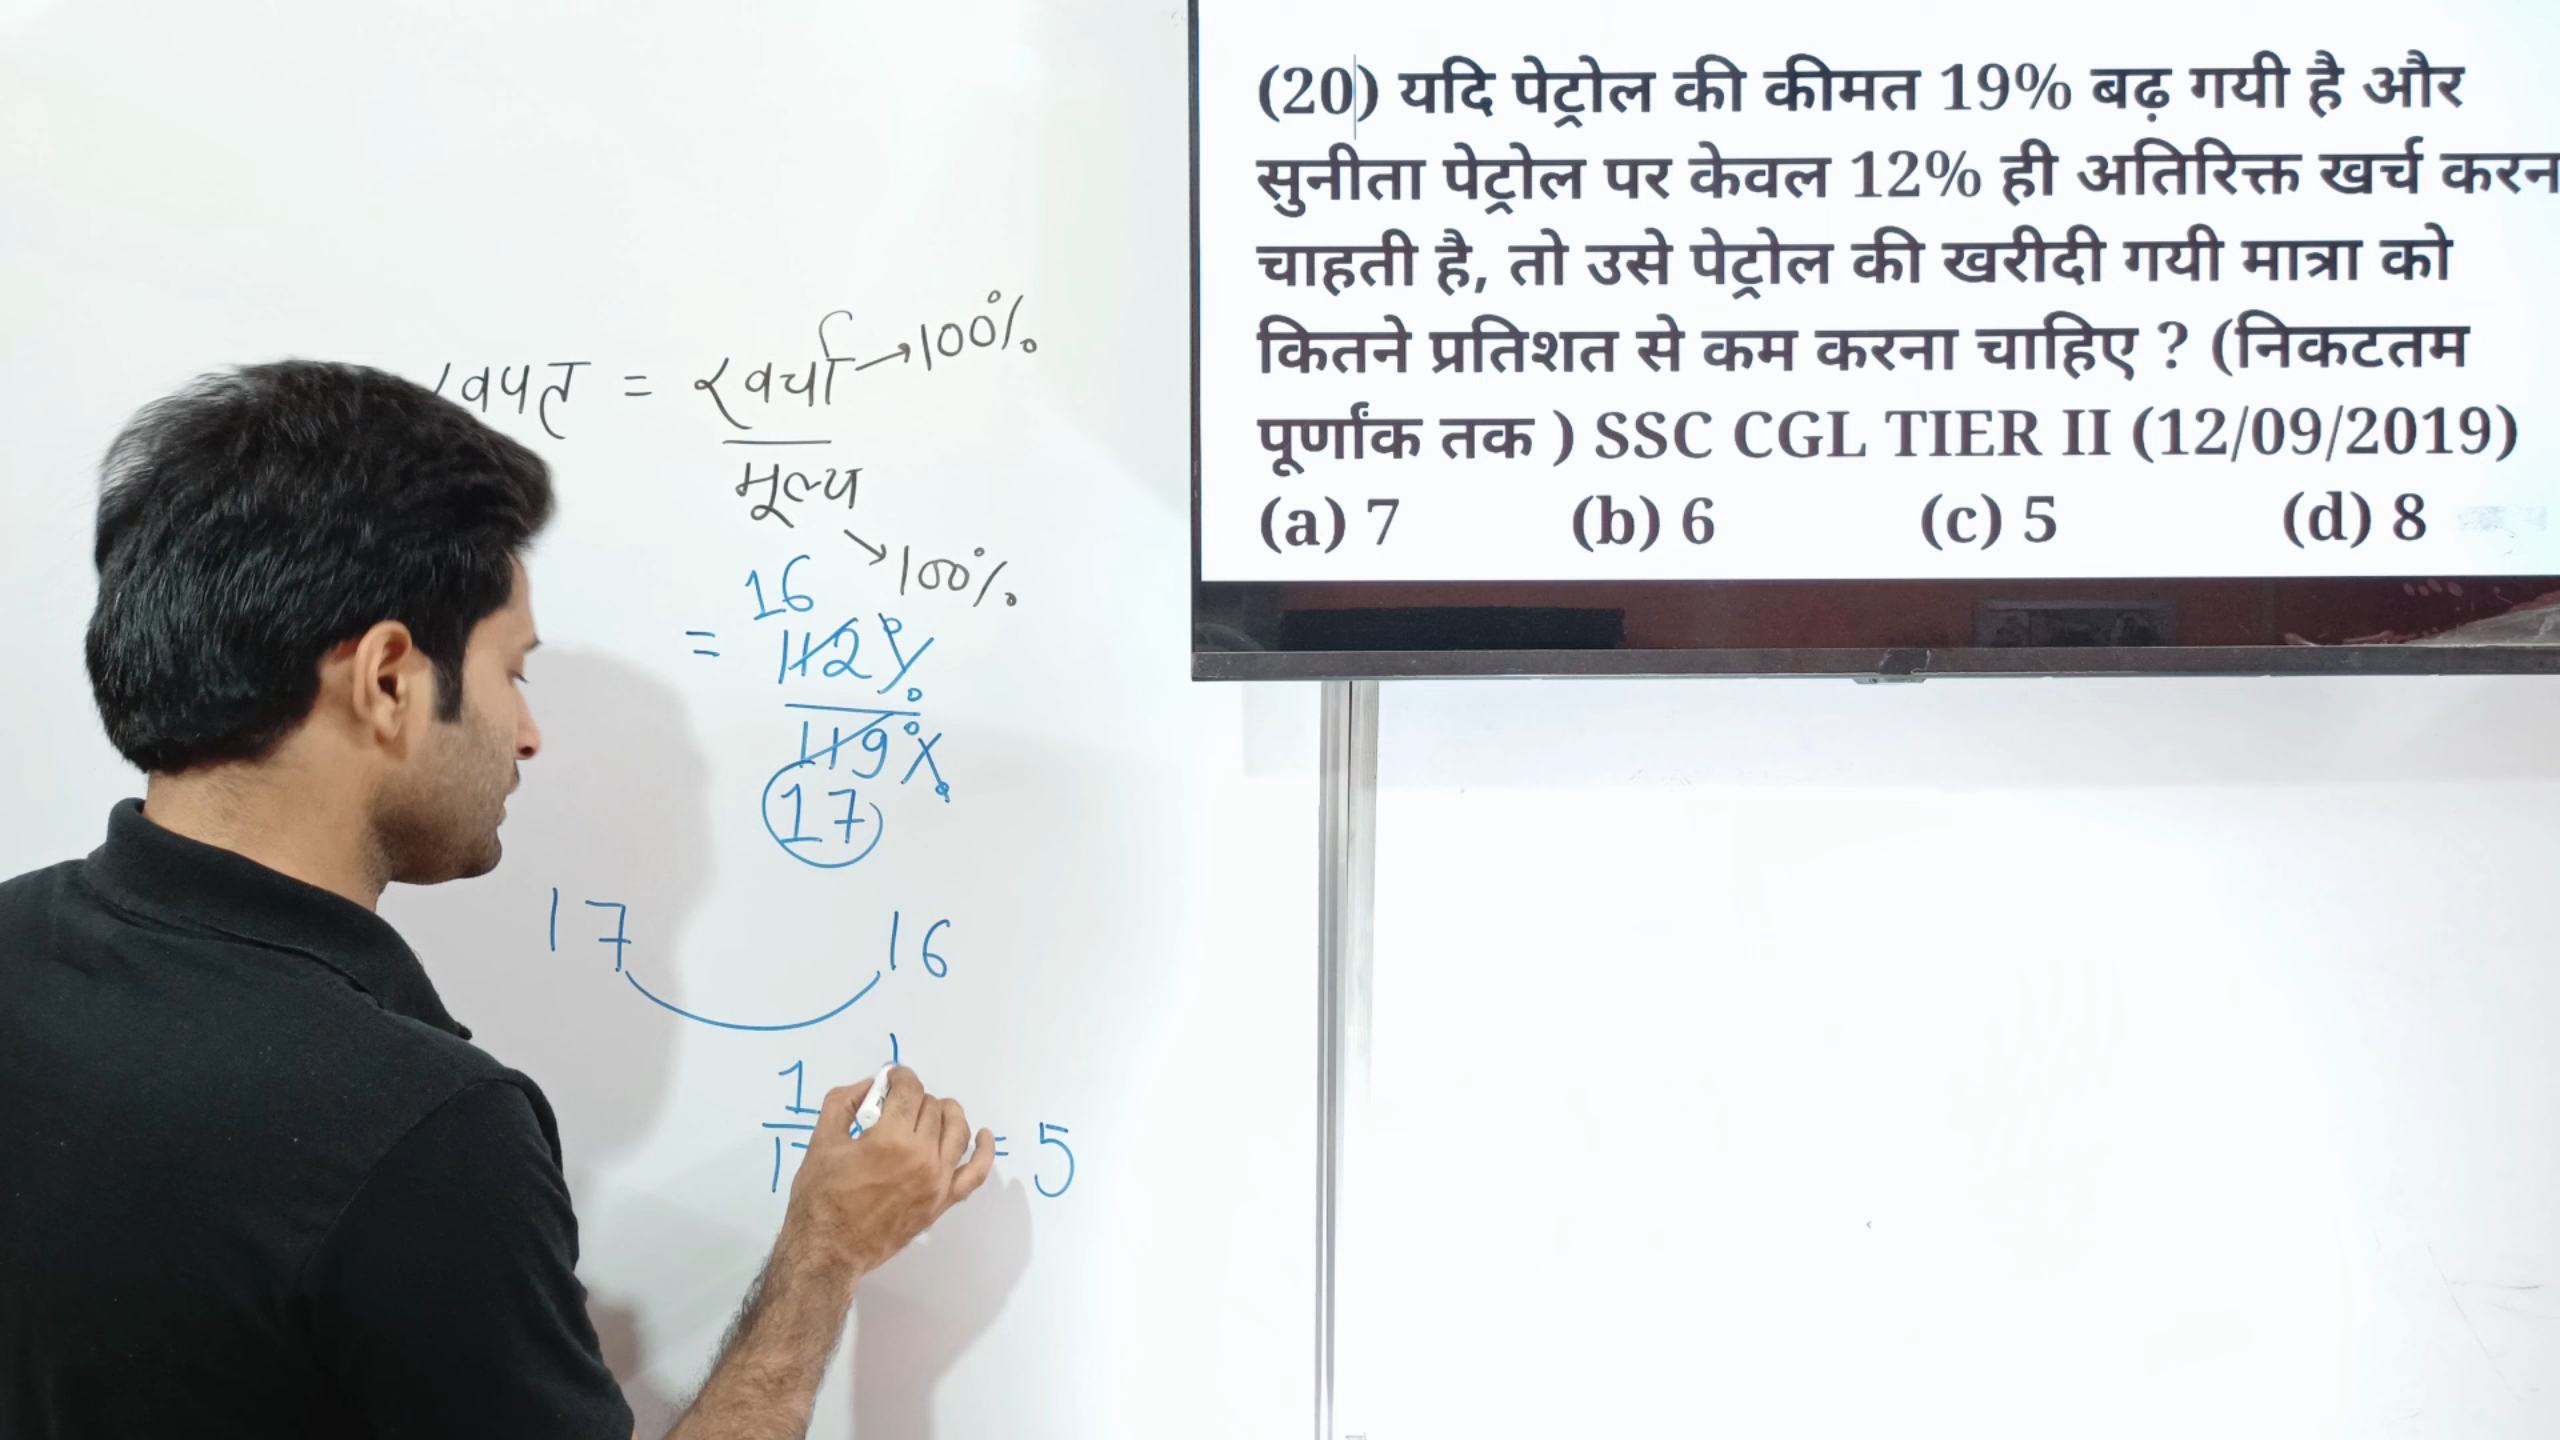 खपत = खर्चा → 100%
मूल्य
→ 100%
16
= 112%
119%
17
17 16
1
= 5
(20) यदि पेट्रोल की कीमत 19% बढ़ गयी है और
सुनीता पेट्रोल पर केवल 12% ही अतिरिक्त खर्च करन
चाहती है, तो उसे पेट्रोल की खरीदी गयी मात्रा को
कितने प्रतिशत से कम करना चाहिए ? (निकटतम
पूर्णांक तक ) SSC CGL TIER II (12/09/2019)
(a) 7 (b) 6 (c) 5 (d) 8